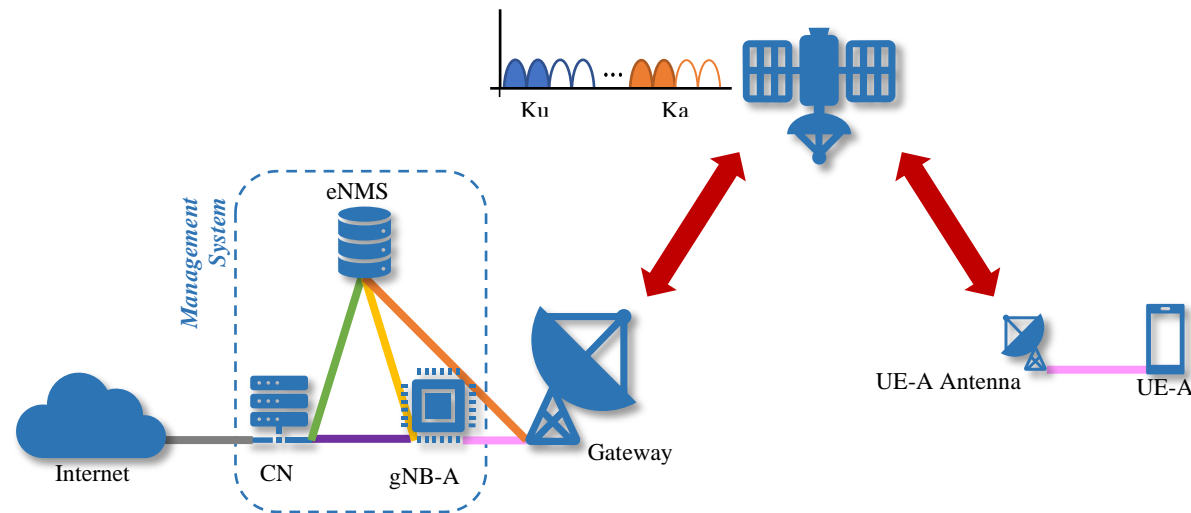 Ku
...
Ka
eNMS
Management
System
UE-A Antenna
UE-A
Gateway
Internet
CN
gNB-A